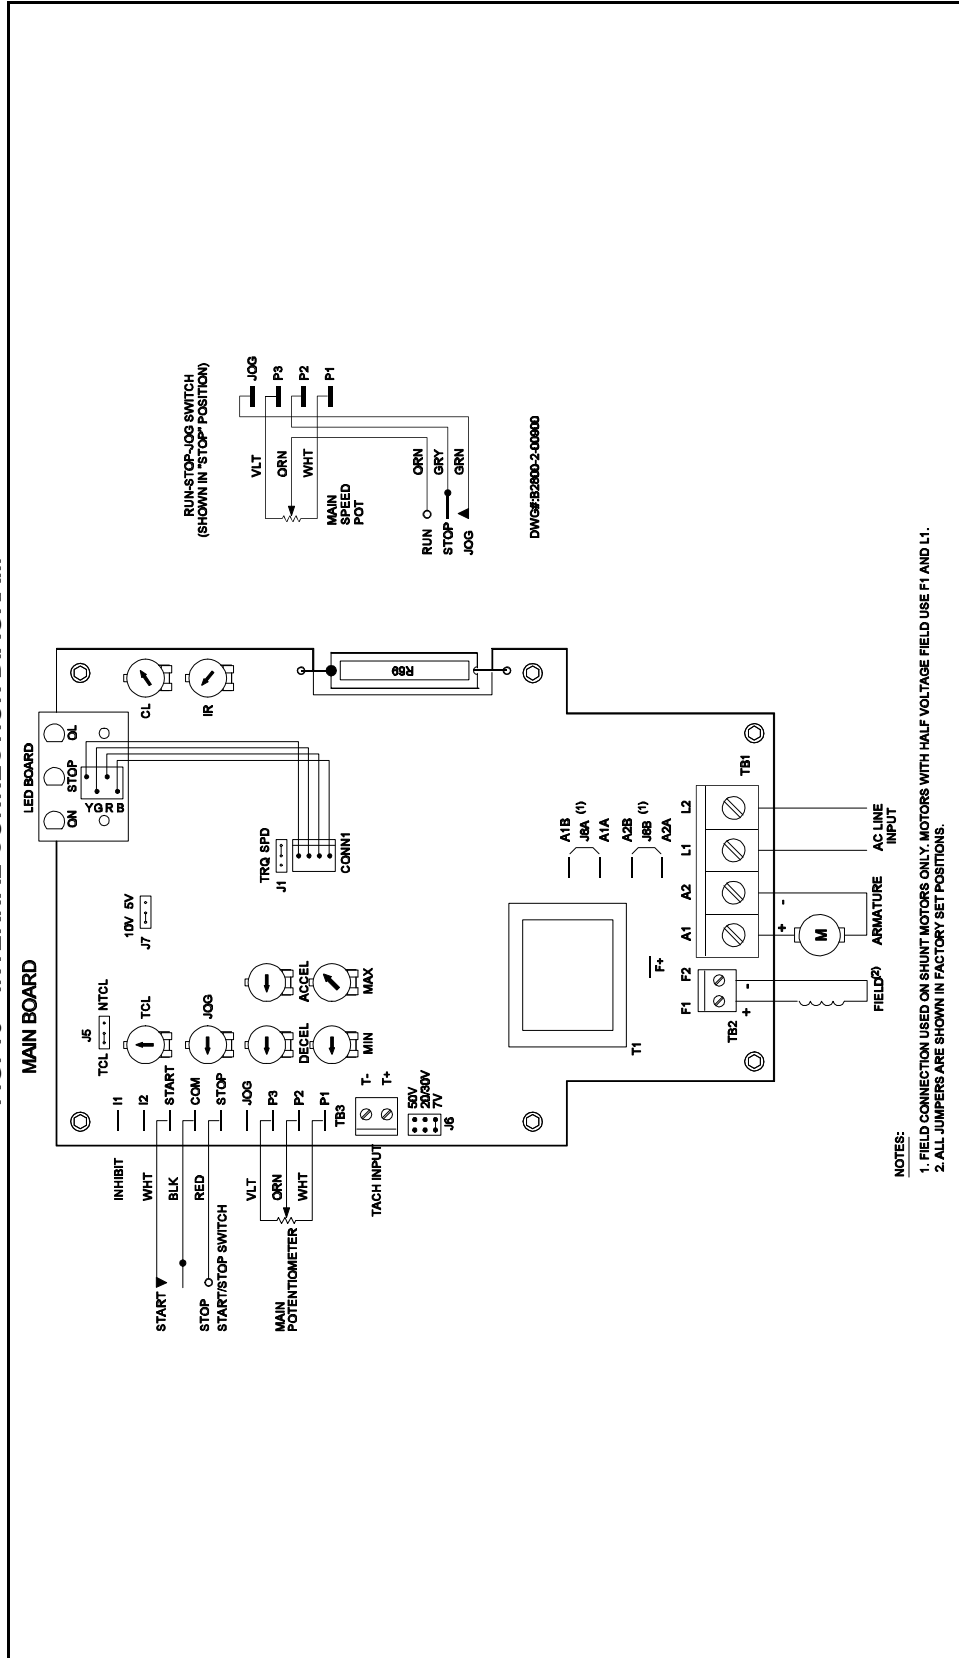 MAIN BOARD
LED BOARD
ON
STOP
OL
Y G R B
INHIBIT
I1
I2
WHT
START
BLK
COM
RED
STOP
JOG
VLT
P3
ORN
P2
WHT
P1
TB3
START
STOP
START/STOP SWITCH
MAIN
POTENTIOMETER
TACH INPUT
T-
T+
50V
20/30V
7V
J6
J5
TCL
NTCL
TCL
JOG
DECEL
ACCEL
MIN
MAX
10V 5V
J7
TRQ SPD
J1
CONN1
CL
IR
R69
T1
F+
A1B
J8A (1)
A1A
A2B
J8B (1)
A2A
F1
F2
TB2
+
-
A1
A2
L1
L2
TB1
+
-
M
FIELD(2)
ARMATURE
AC LINE
INPUT
RUN-STOP-JOG SWITCH
(SHOWN IN "STOP" POSITION)
JOG
P3
P2
P1
VLT
ORN
WHT
MAIN
SPEED
POT
ORN
GRY
GRN
RUN
STOP
JOG
DWG#:B2600-2-00900
NOTES:
1. FIELD CONNECTION USED ON SHUNT MOTORS ONLY. MOTORS WITH HALF VOLTAGE FIELD USE F1 AND L1.
2. ALL JUMPERS ARE SHOWN IN FACTORY SET POSITIONS.